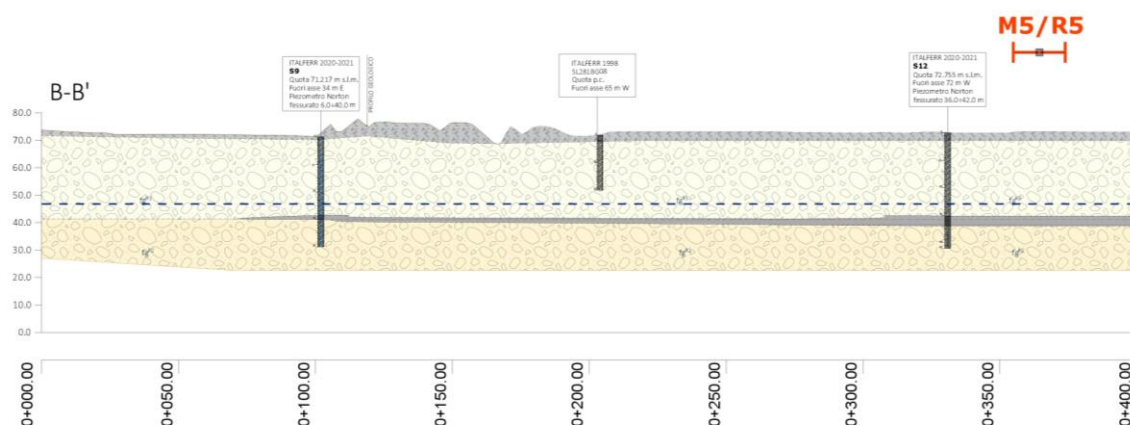 M5/R5
B-B'
ITALFERR 2020-2021
S9
Quota 71.217 m s.l.m.
Fuori asse 34 m E
Piezometro Norton
fessurato 6.0÷40.0 m
PROFILO GEOLOGICO
ITALFERR 1998
Quota p.c.
Fuori asse 65 m W
ITALFERR 2020-2021
S12
Quota 72.755 m s.l.m.
Fuori asse 72 m W
Piezometro Norton
fessurato 36.0÷42.0 m
80.0
70.0
60.0
50.0
40.0
30.0
20.0
10.0
0.0
0+000.00
0+050.00
0+100.00
0+150.00
0+200.00
0+250.00
0+300.00
0+350.00
0+400.00